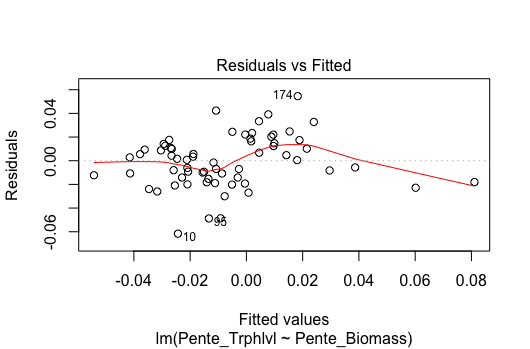 Residuals vs Fitted
Residuals
0.04
0.00
-0.06
174
95
10
-0.04 -0.02 0.00 0.02 0.04 0.06 0.08
Fitted values
lm(Pente_Trphlvl ~ Pente_Biomass)